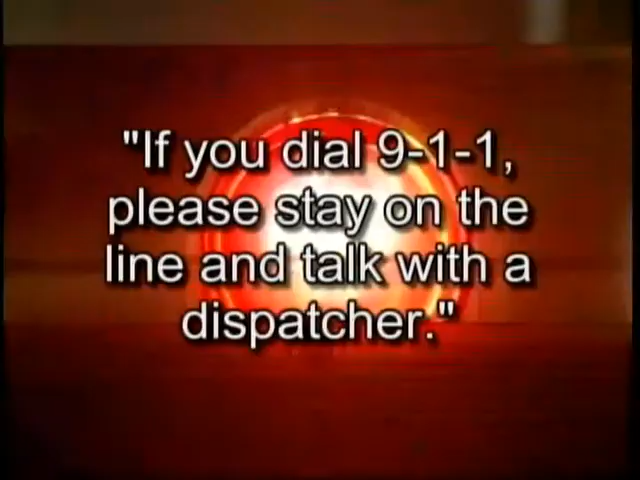 "If you dial 9-1-1,
please stay on the
line and talk with a
dispatcher."